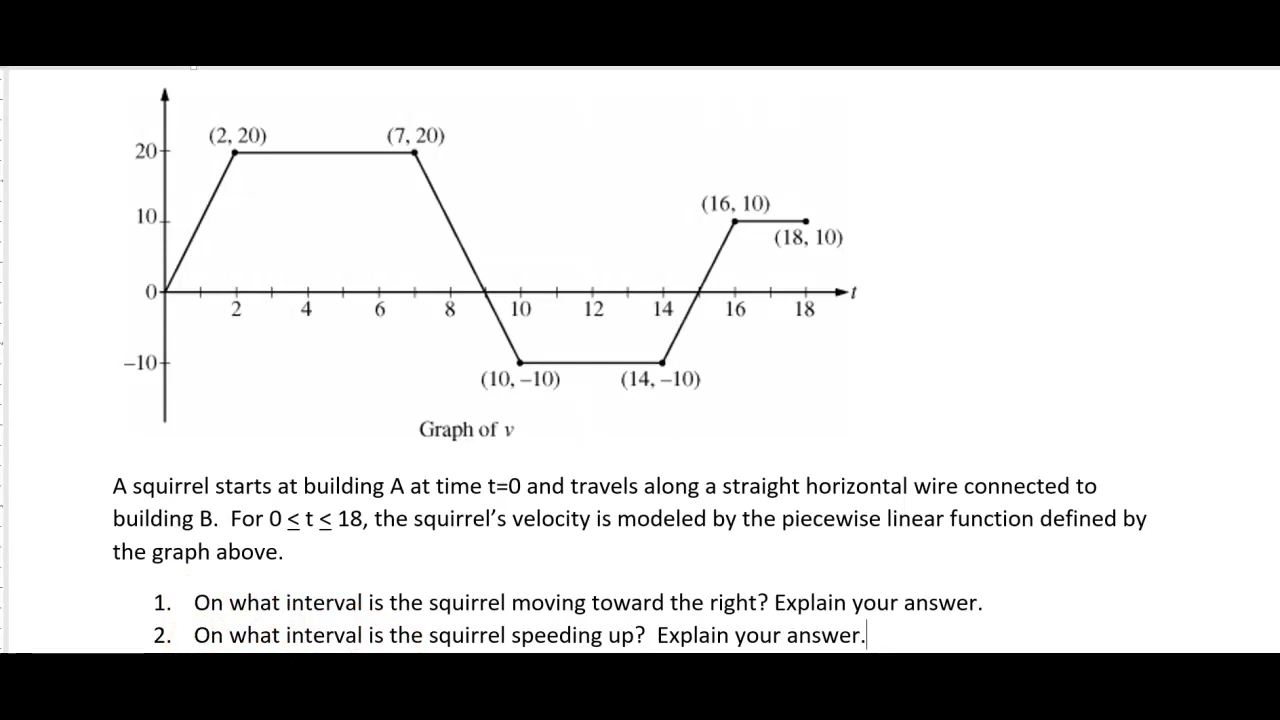 (2, 20)
(7, 20)
20
(16, 10)
10
(18, 10)
0
t
2
4
6
8
10
12
14
16
18
–10
(10, –10)
(14, –10)
Graph of v
A squirrel starts at building A at time t=0 and travels along a straight horizontal wire connected to
building B.  For 0 ≤ t ≤ 18, the squirrel’s velocity is modeled by the piecewise linear function defined by
the graph above.
1. On what interval is the squirrel moving toward the right? Explain your answer.
2. On what interval is the squirrel speeding up?  Explain your answer.